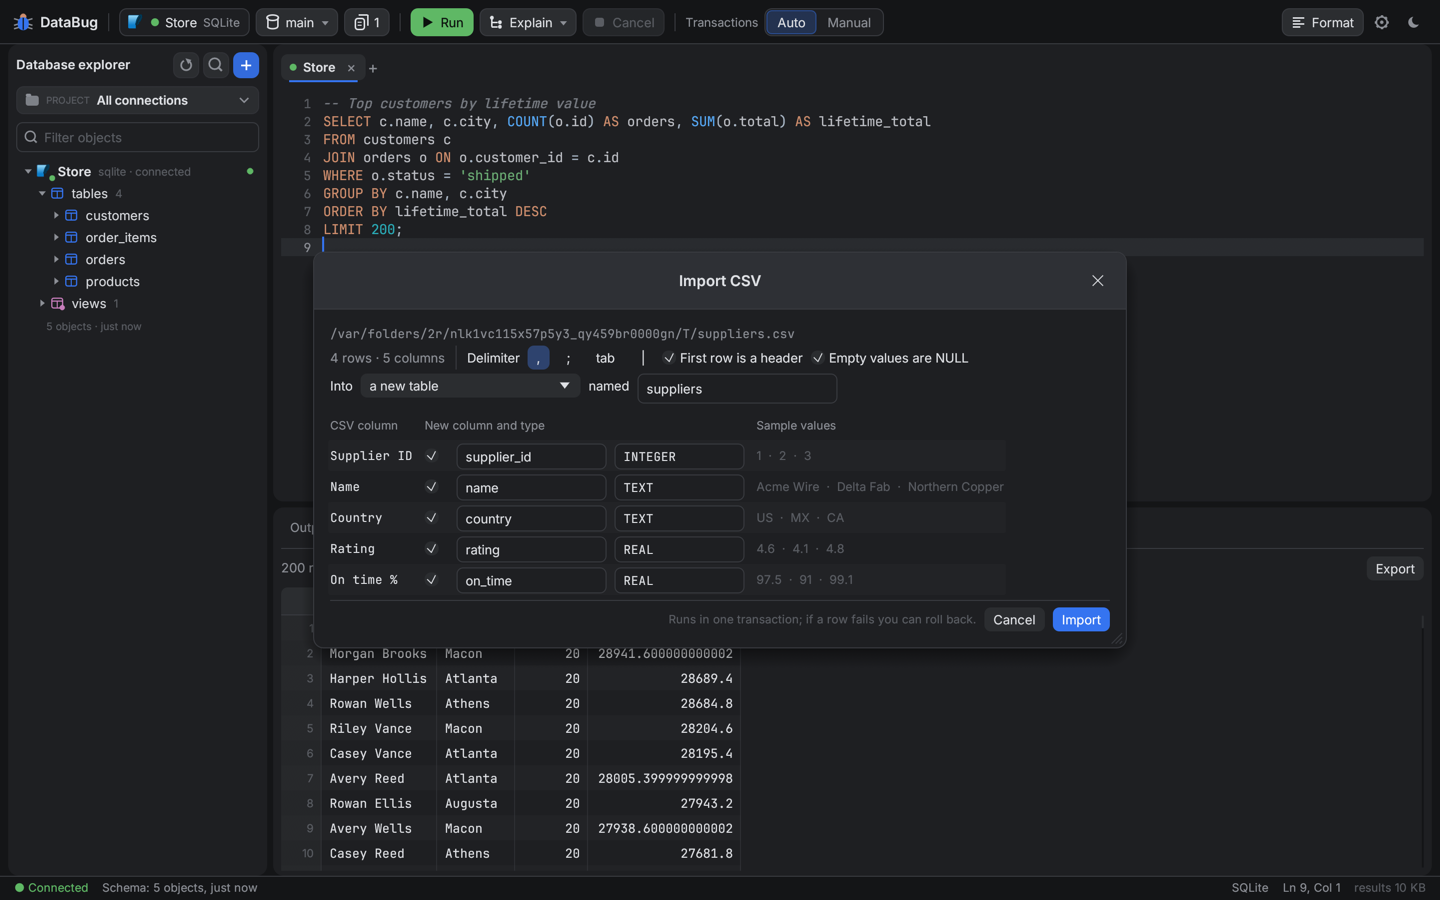 DataBug
Store SQLite
main
1
Run
Explain
Cancel
Transactions
Auto
Manual
Format
Database explorer
PROJECT All connections
Filter objects
Store sqlite · connected
tables 4
customers
order_items
orders
products
views 1
5 objects · just now
Store
1 -- Top customers by lifetime value
2 SELECT c.name, c.city, COUNT(o.id) AS orders, SUM(o.total) AS lifetime_total
3 FROM customers c
4 JOIN orders o ON o.customer_id = c.id
5 WHERE o.status = 'shipped'
6 GROUP BY c.name, c.city
7 ORDER BY lifetime_total DESC
8 LIMIT 200;
9
Import CSV
/var/folders/2r/nlk1vc115x57p5y3_qy459br0000gn/T/suppliers.csv
4 rows · 5 columns Delimiter , ; tab | First row is a header Empty values are NULL
Into a new table named suppliers
CSV column New column and type Sample values
Supplier ID supplier_id INTEGER 1 · 2 · 3
Name name TEXT Acme Wire · Delta Fab · Northern Copper
Country country TEXT US · MX · CA
Rating rating REAL 4.6 · 4.1 · 4.8
On time % on_time REAL 97.5 · 91 · 99.1
Runs in one transaction; if a row fails you can roll back. Cancel Import
200
Export
2 Morgan Brooks Macon 20 28941.600000000002
3 Harper Hollis Atlanta 20 28689.4
4 Rowan Wells Athens 20 28684.8
5 Riley Vance Macon 20 28204.6
6 Casey Vance Atlanta 20 28195.4
7 Avery Reed Atlanta 20 28005.399999999998
8 Rowan Ellis Augusta 20 27943.2
9 Avery Wells Macon 20 27938.600000000002
10 Casey Reed Athens 20 27681.8
Connected Schema: 5 objects, just now SQLite Ln 9, Col 1 results 10 KB